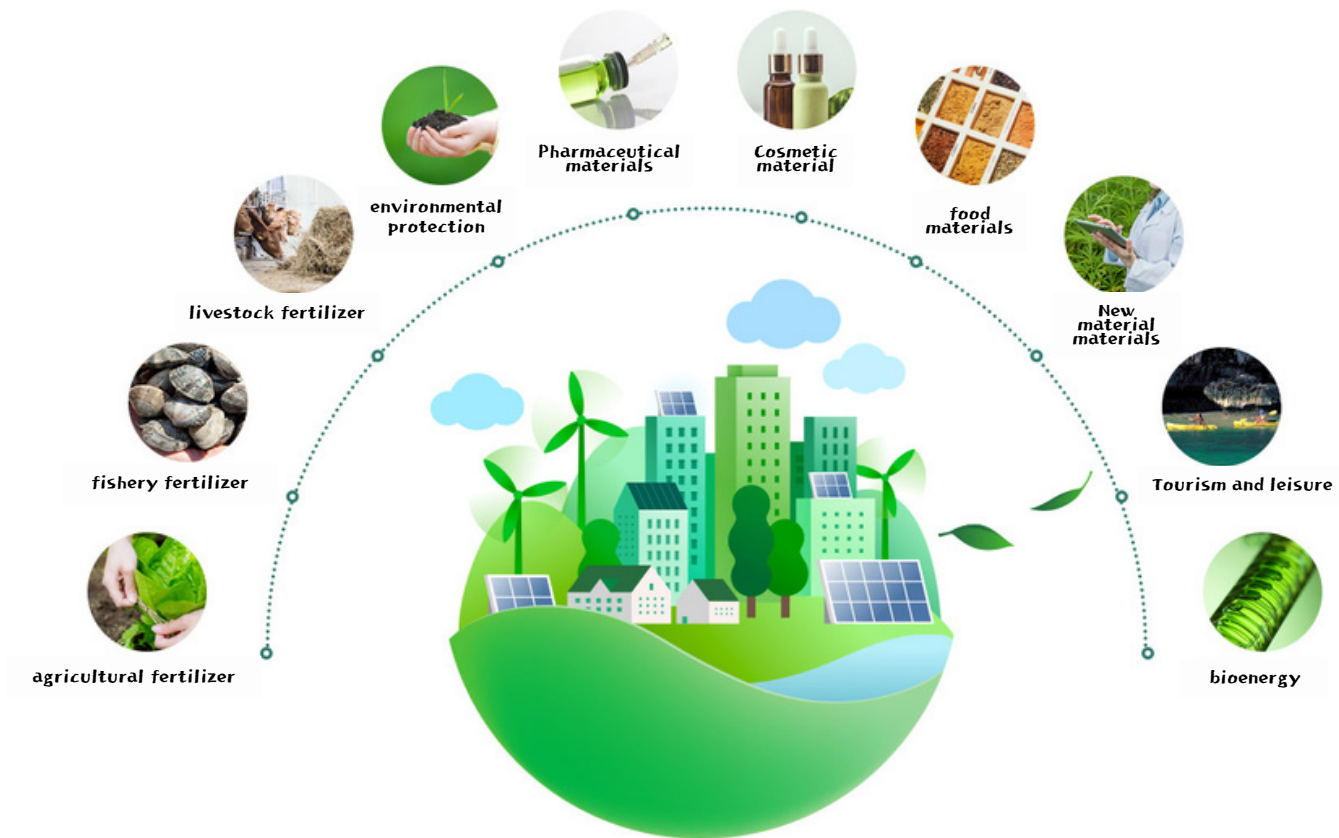 Pharmaceutical
materials
Cosmetic
material
environmental
protection
food
materials
livestock fertilizer
New
material
materials
fishery fertilizer
Tourism and leisure
agricultural fertilizer
bioenergy